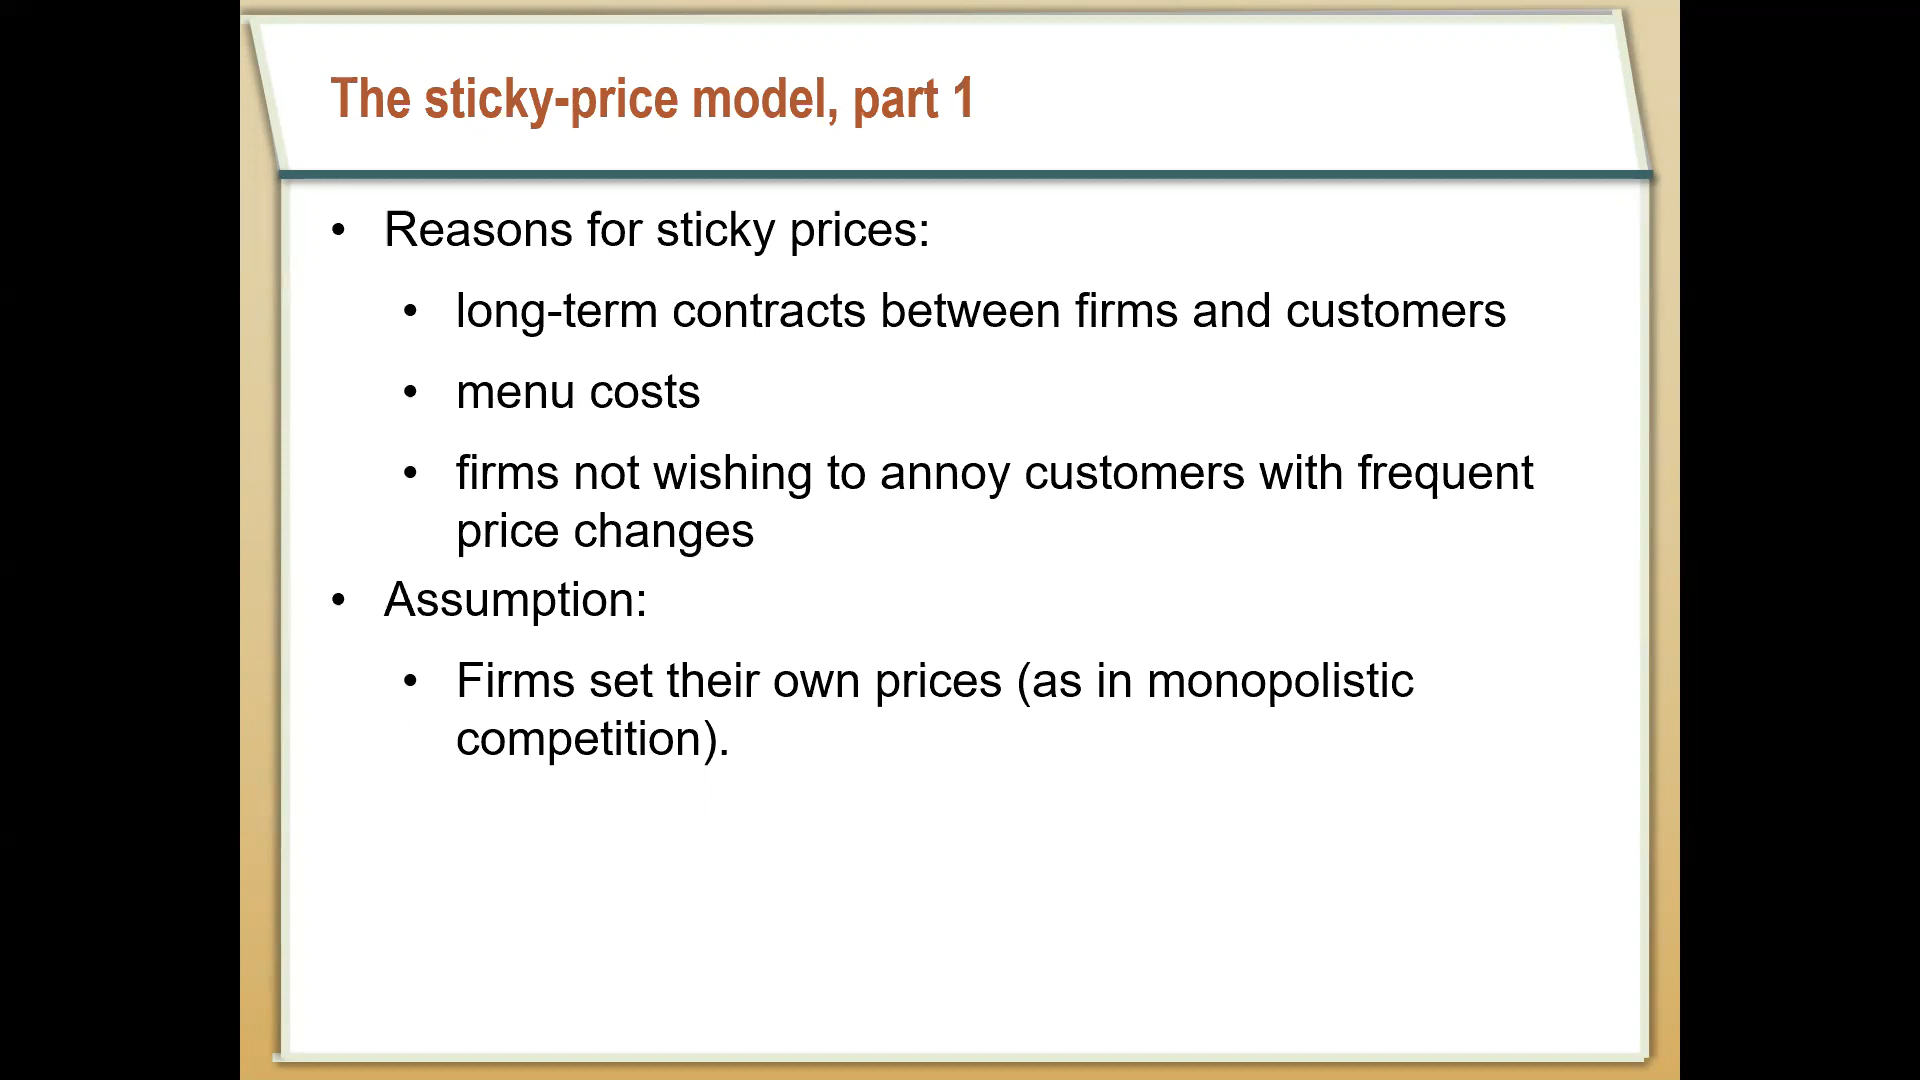 The sticky-price model, part 1
• Reasons for sticky prices:
• long-term contracts between firms and customers
• menu costs
• firms not wishing to annoy customers with frequent
price changes
• Assumption:
• Firms set their own prices (as in monopolistic
competition).